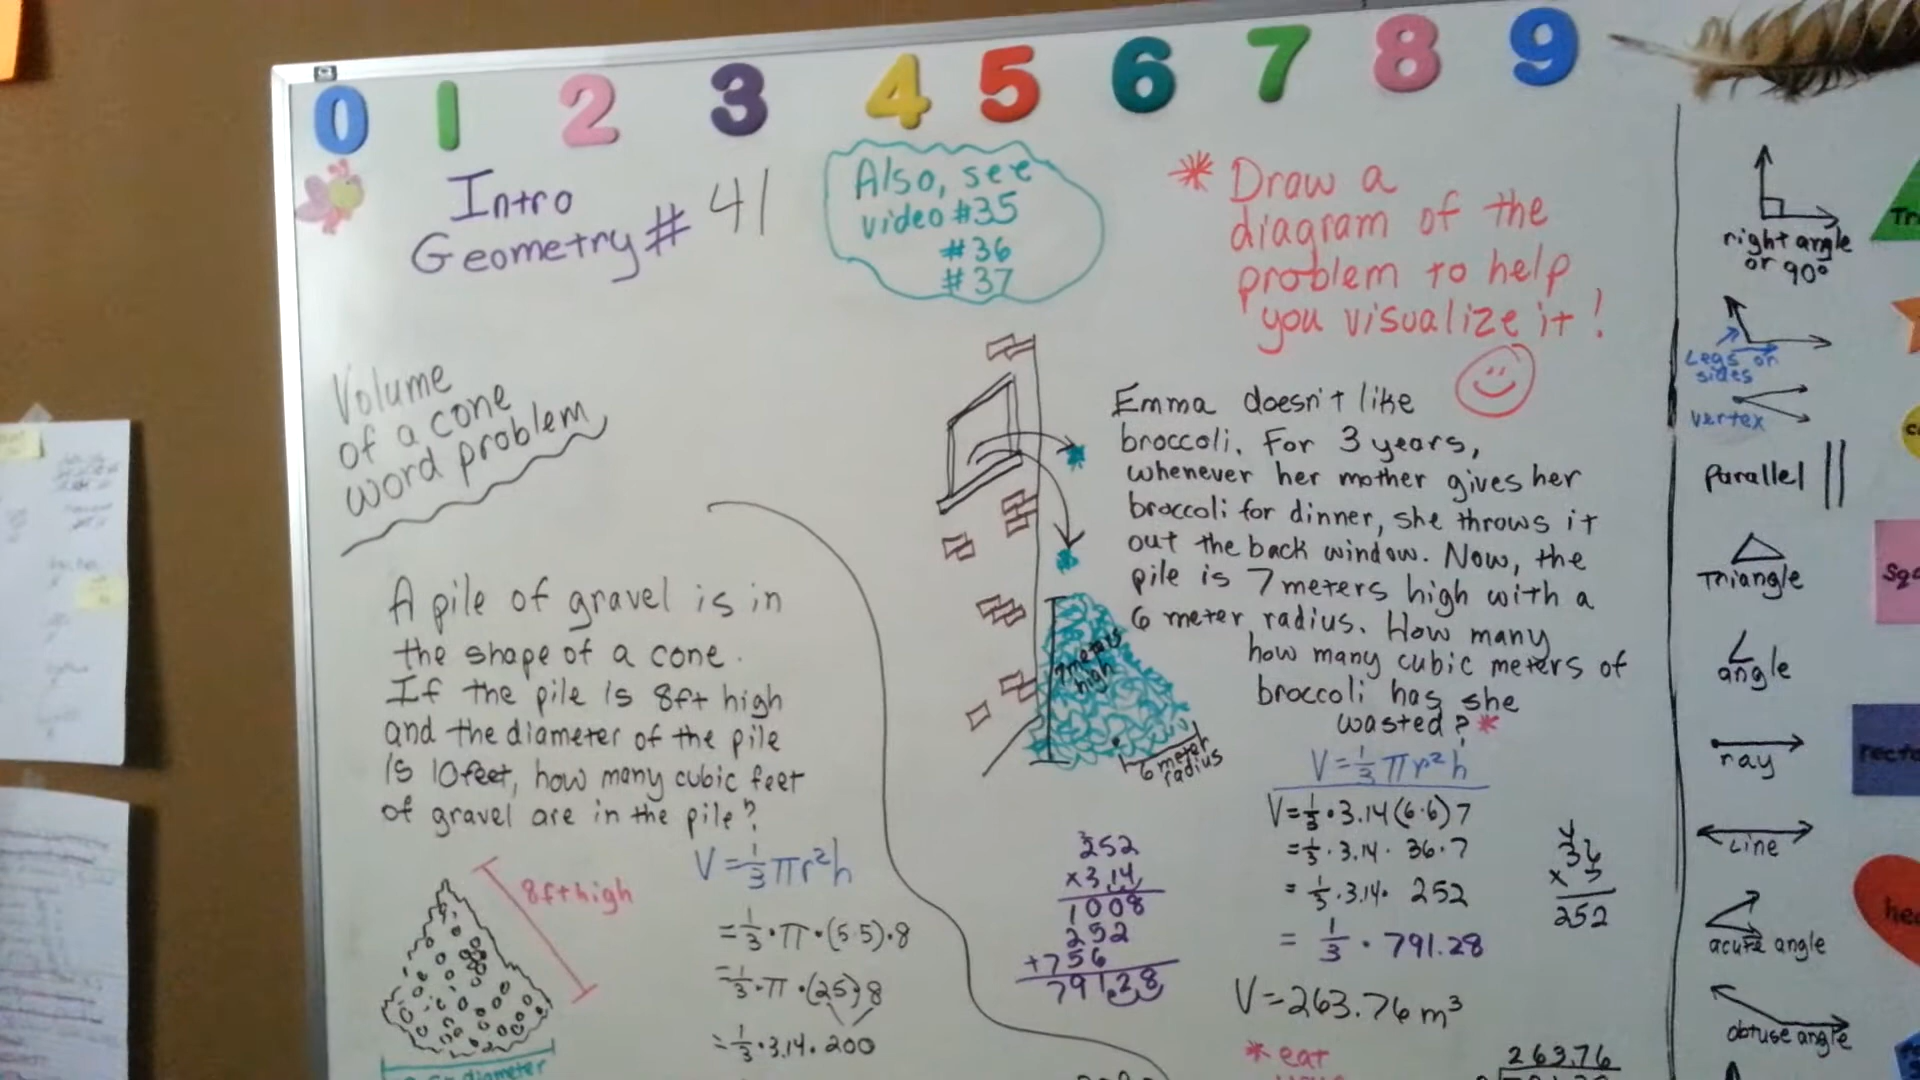 0 1 2 3 4 5 6 7 8 9
Intro
Geometry # 41
Also, see
video #35
#36
#37
* Draw a
diagram of the
problem to help
you visualize it!
Volume
of a cone
word problem
A pile of gravel is in
the shape of a cone.
If the pile is 8ft high
and the diameter of the pile
is 10feet, how many cubic feet
of gravel are in the pile?
8ft high
diameter
V=1/3πr²h
=1/3•π•(5·5)·8
=1/3·π·(25)8
=1/3·3.14·200
Emma doesn't like
broccoli. For 3 years,
whenever her mother gives her
broccoli for dinner, she throws it
out the back window. Now, the
pile is 7 meters high with a
6 meter radius. How many
how many cubic meters of
broccoli has she
wasted? *
7 meters
high
6 meter
radius
V=1/3πr²h
V=1/3•3.14(6·6)7
=1/3·3.14·36·7
=1/3·3.14·252
=1/3·791.28
V=263.76m³
252
x3.14
1008
252
+756
791.28
36
x
252
* eat
263.76
right angle
or 90°
Legs or
sides
vertex
parallel
Triangle
angle
ray
Line
acute angle
obtuse angle